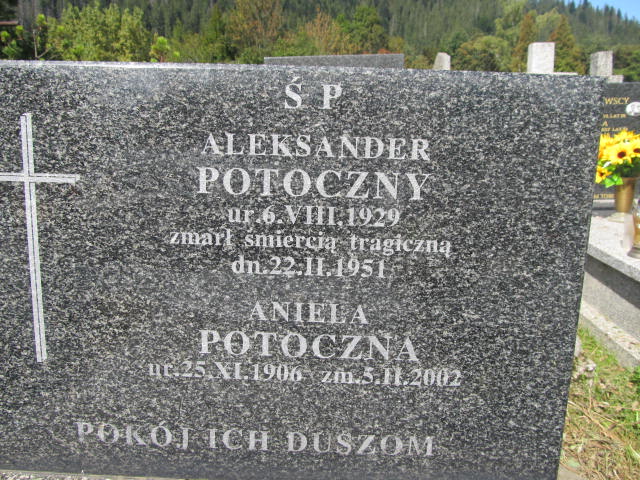 Ś P
ALEKSANDER
POTOCZNY
ur.6.VIII.1929
zmarł śmiercią tragiczną
dn.22.II.1951
ANIELA
POTOCZNA
ur.25.XI.1906 zm.5.II.2002
POKÓJ ICH DUSZOM